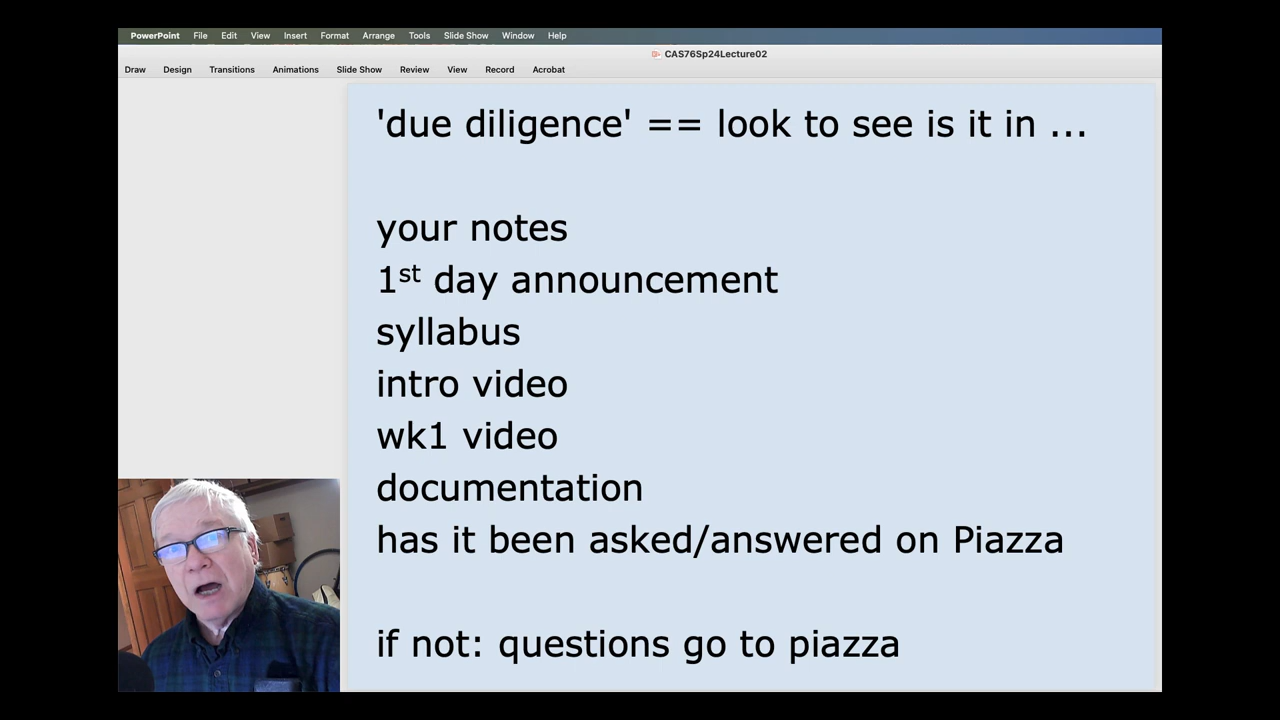 PowerPoint File Edit View Insert Format Arrange Tools Slide Show Window Help
CAS76Sp24Lecture02
Draw Design Transitions Animations Slide Show Review View Record Acrobat
'due diligence' == look to see is it in ...
your notes
1st day announcement
syllabus
intro video
wk1 video
documentation
has it been asked/answered on Piazza
if not: questions go to piazza